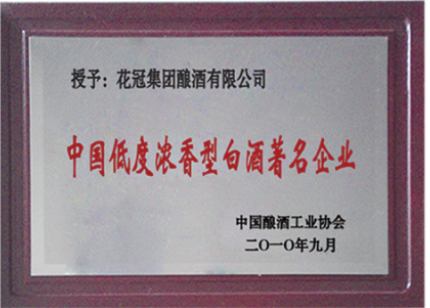 授予：花冠集团酿酒有限公司
中国低度浓香型白酒著名企业
中国酿酒工业协会
二〇一〇年九月